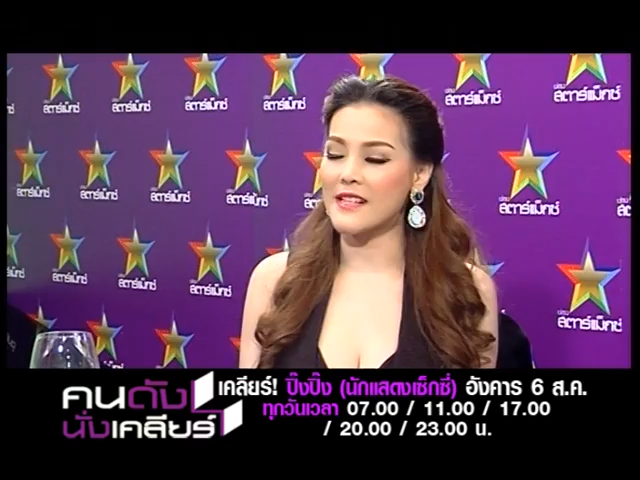 ช่อง สตาร์แม็กซ์
คนดัง
นั่งเคลียร์
เคลียร์! ปิ๊งปิ๊ง (นักแสดงเซ็กซี่) อังคาร 6 ส.ค.
ทุกวันเวลา 07.00 / 11.00 / 17.00
/ 20.00 / 23.00 น.